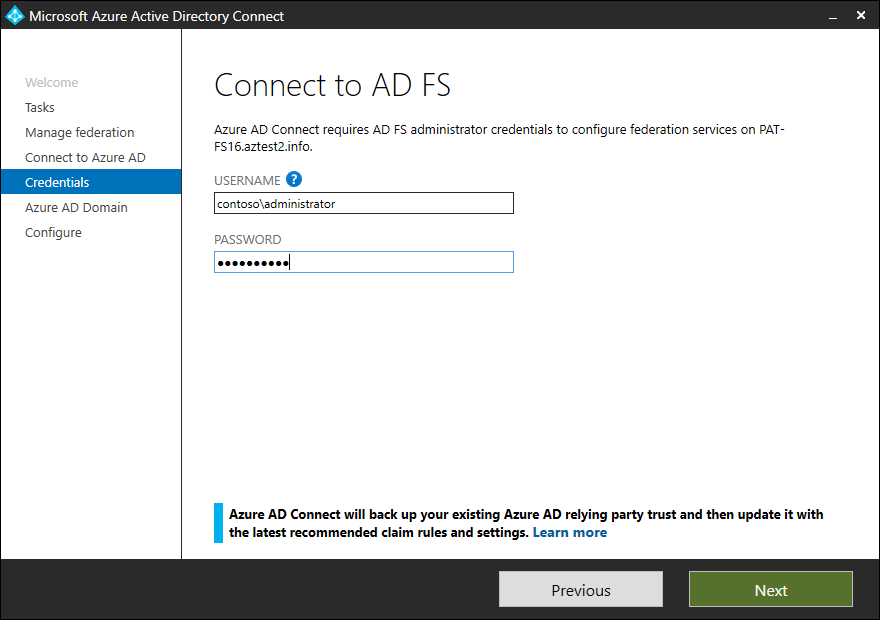 Microsoft Azure Active Directory Connect
Welcome
Tasks
Manage federation
Connect to Azure AD
Credentials
Azure AD Domain
Configure
Connect to AD FS
Azure AD Connect requires AD FS administrator credentials to configure federation services on PAT-
FS16.aztest2.info.
USERNAME ?
contoso\administrator
PASSWORD
●●●●●●●●●●
Azure AD Connect will back up your existing Azure AD relying party trust and then update it with
the latest recommended claim rules and settings. Learn more
Previous
Next